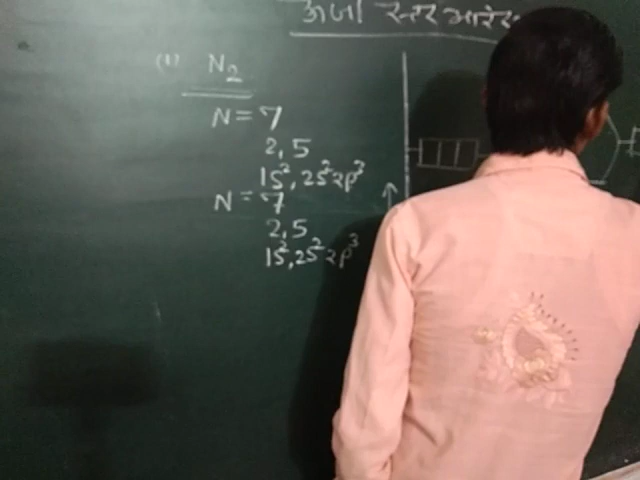 ऊर्जा स्तर आरेख
(1) N₂
N = 7
2, 5
1s², 2s² 2p³
N = 7
2, 5
1s², 2s² 2p³